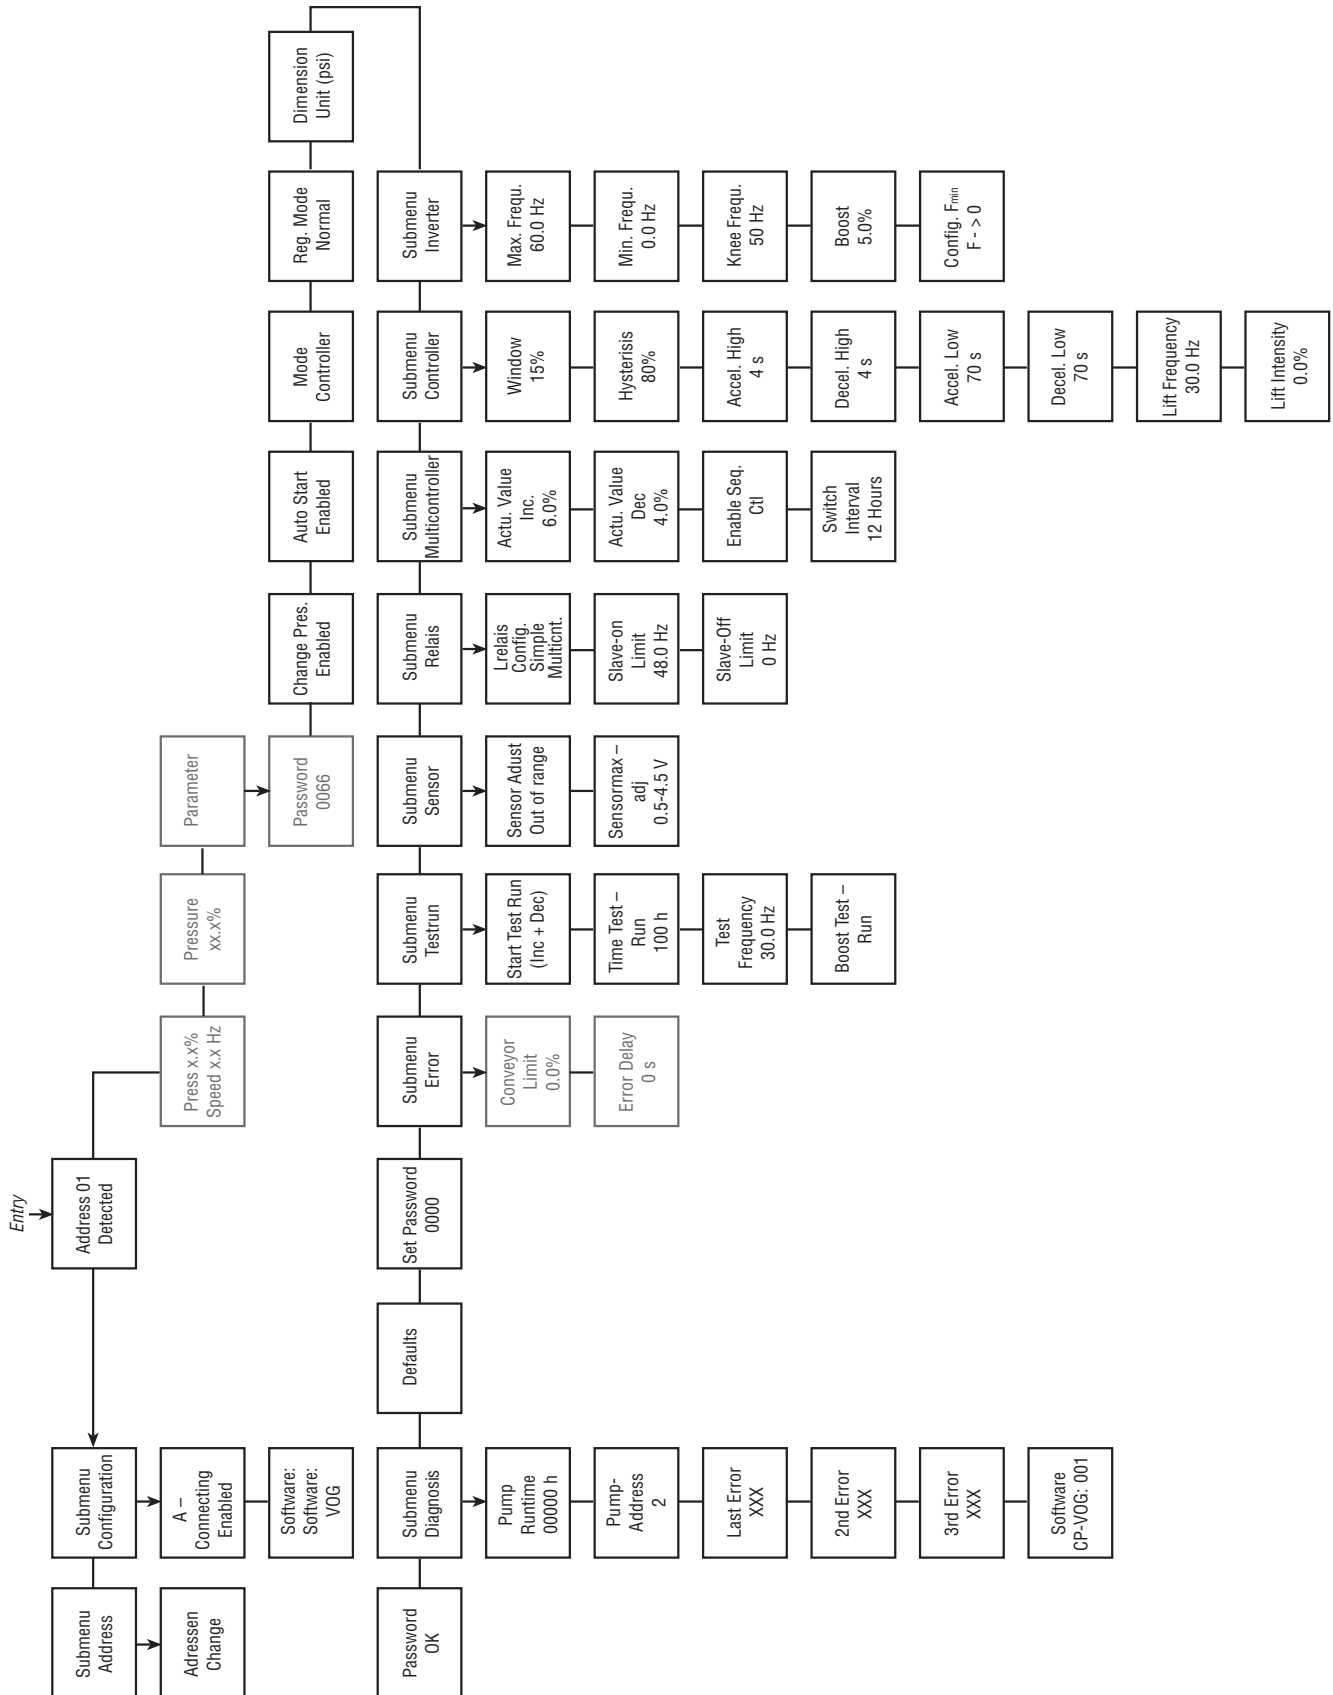 Entry
Submenu
Address
Submenu
Configuration
Address 01
Detected
Adressen
Change
A –
Connecting
Enabled
Press x.x%
Speed x.x Hz
Pressure
xx.x%
Parameter
Software:
Software:
VOG
Password
0066
Change Pres.
Enabled
Auto Start
Enabled
Mode
Controller
Reg. Mode
Normal
Dimension
Unit (psi)
Password
OK
Submenu
Diagnosis
Defaults
Set Password
0000
Submenu
Error
Submenu
Testrun
Submenu
Sensor
Submenu
Relais
Submenu
Multicontroller
Submenu
Controller
Submenu
Inverter
Pump
Runtime
00000 h
Conveyor
Limit
0.0%
Start Test Run
(Inc + Dec)
Sensor Adust
Out of range
Lrelais
Config.
Simple
Multicnt.
Actu. Value
Inc.
6.0%
Window
15%
Max. Frequ.
60.0 Hz
Pump-
Address
2
Error Delay
0 s
Time Test –
Run
100 h
Sensormax –
adj
0.5-4.5 V
Slave-on
Limit
48.0 Hz
Actu. Value
Dec
4.0%
Hysterisis
80%
Min. Frequ.
0.0 Hz
Last Error
XXX
Test
Frequency
30.0 Hz
Slave-Off
Limit
0 Hz
Enable Seq.
Ctl
Accel. High
4 s
Knee Frequ.
50 Hz
2nd Error
XXX
Boost Test –
Run
Switch
Interval
12 Hours
Decel. High
4 s
Boost
5.0%
3rd Error
XXX
Accel. Low
70 s
Config. Fmin
F - > 0
Software
CP-VOG: 001
Decel. Low
70 s
Lift Frequency
30.0 Hz
Lift Intensity
0.0%